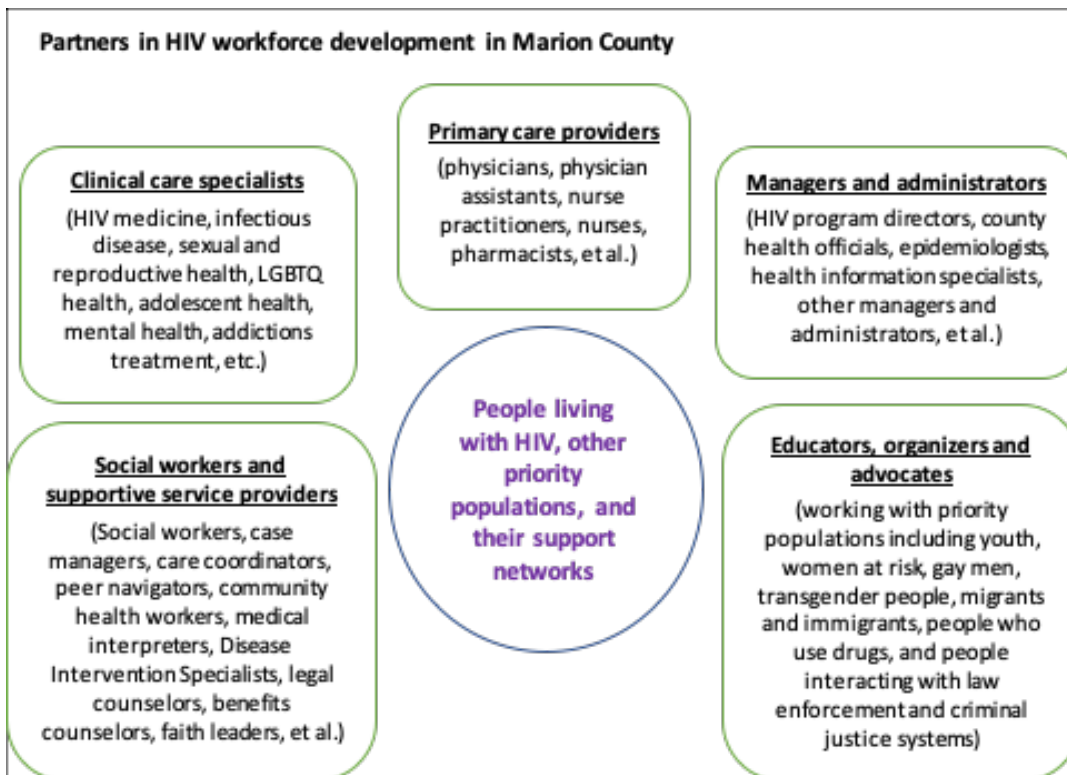 Partners in HIV workforce development in Marion County
Primary care providers
(physicians, physician
assistants, nurse
practitioners, nurses,
pharmacists, et al.)
Clinical care specialists
(HIV medicine, infectious
disease, sexual and
reproductive health, LGBTQ
health, adolescent health,
mental health, addictions
treatment, etc.)
Managers and administrators
(HIV program directors, county
health officials, epidemiologists,
health information specialists,
other managers and
administrators, et al.)
People living
with HIV, other
priority
populations, and
their support
networks
Social workers and
supportive service providers
(Social workers, case
managers, care coordinators,
peer navigators, community
health workers, medical
interpreters, Disease
Intervention Specialists, legal
counselors, benefits
counselors, faith leaders, et al.)
Educators, organizers and
advocates
(working with priority
populations including youth,
women at risk, gay men,
transgender people, migrants
and immigrants, people who
use drugs, and people
interacting with law
enforcement and criminal
justice systems)